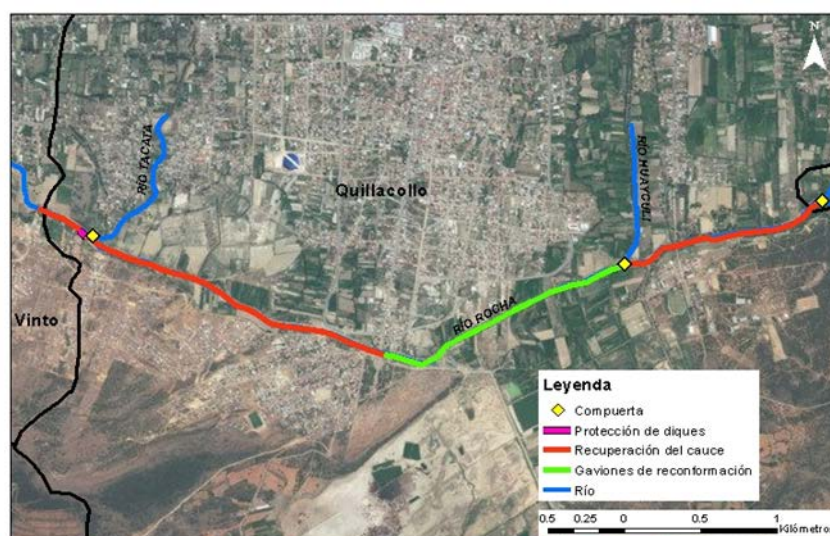 N
RÍO TACATA
RÍO HUAYCULI
Quillacollo
Vinto
RÍO ROCHA
Leyenda
Compuerta
Protección de diques
Recuperación del cauce
Gaviones de reconformación
Río
0.5 0.25 0 0.5 1
Kilómetros